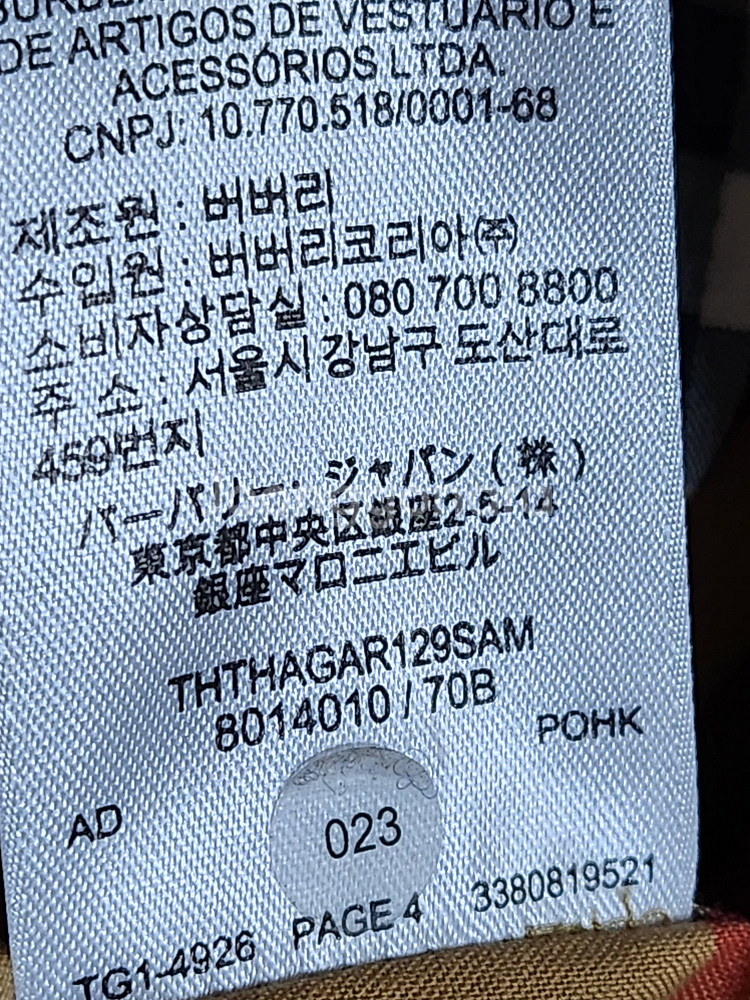 DE ARTIGOS DE VESTUÁRIO E
ACESSÓRIOS LTDA.
CNPJ: 10.770.518/0001-68
제조원 : 버버리
수입원 : 버버리코리아㈜
소비자상담실 : 080 700 8800
주 소 : 서울시 강남구 도산대로
459번지
バーバリー・ジャパン(株)
東京都中央区銀座2-5-14
銀座マロニエビル
THTHAGAR129SAM
8014010 / 70B
POHK
AD
023
TG1-4926 PAGE 4 3380819521